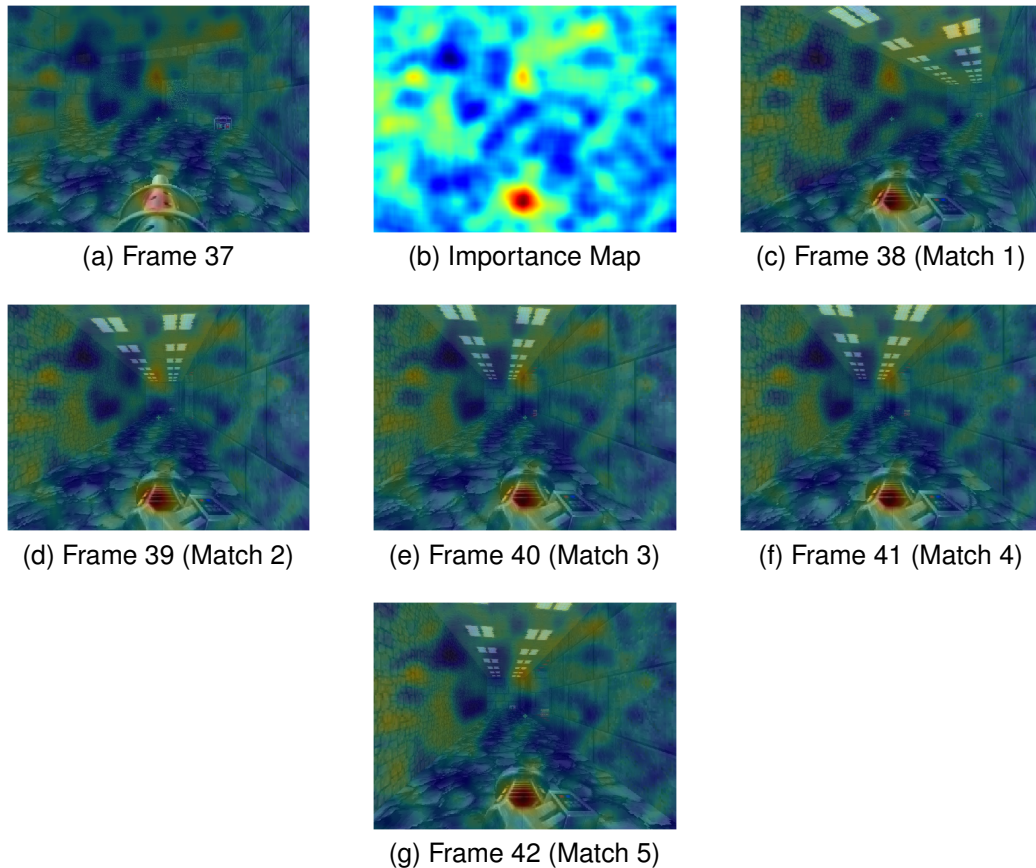 (a) Frame 37
(b) Importance Map
(c) Frame 38 (Match 1)
(d) Frame 39 (Match 2)
(e) Frame 40 (Match 3)
(f) Frame 41 (Match 4)
(g) Frame 42 (Match 5)